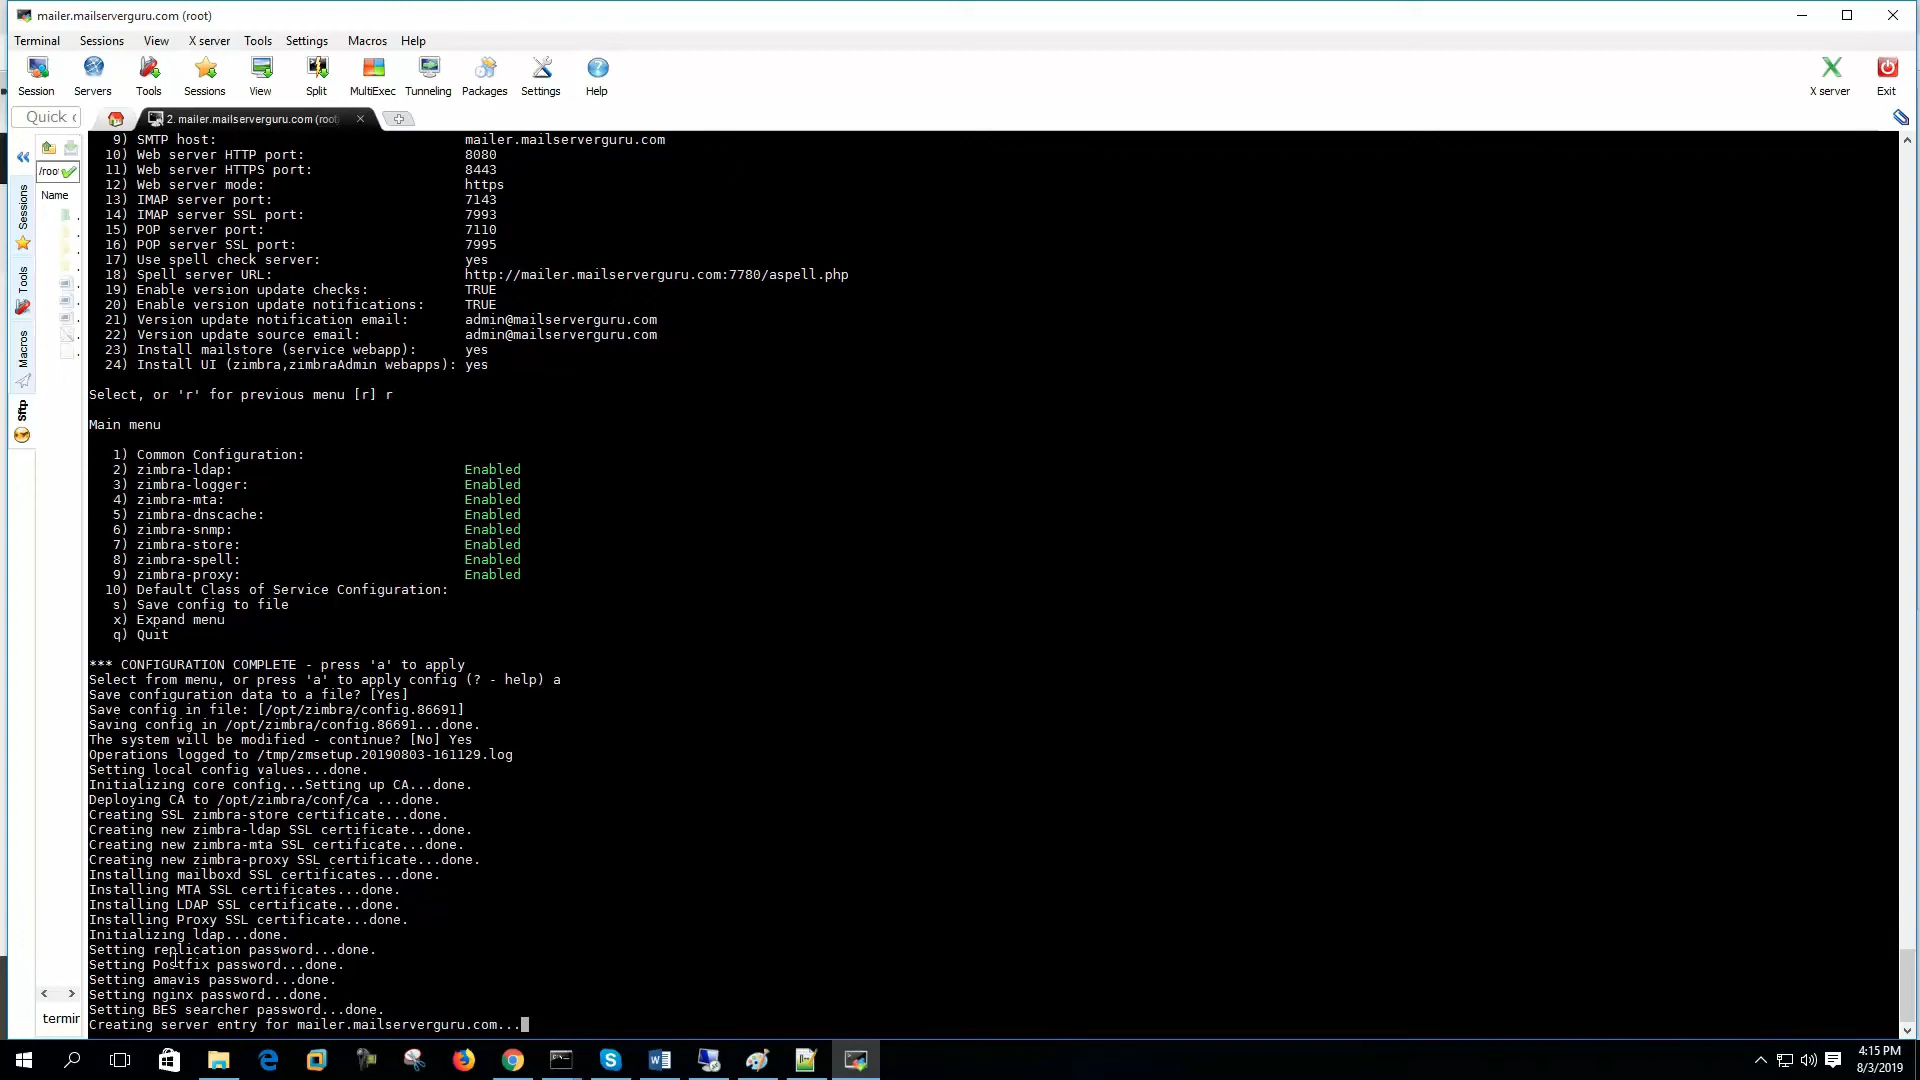 mailer.mailserverguru.com (root)
Terminal Sessions View X server Tools Settings Macros Help
Session Servers Tools Sessions View Split MultiExec Tunneling Packages Settings Help X server Exit
Quick c
2. mailer.mailserverguru.com (root)
/roo
Name
Sessions
Tools
Macros
Sftp
termin
9) SMTP host: mailer.mailserverguru.com
10) Web server HTTP port: 8080
11) Web server HTTPS port: 8443
12) Web server mode: https
13) IMAP server port: 7143
14) IMAP server SSL port: 7993
15) POP server port: 7110
16) POP server SSL port: 7995
17) Use spell check server: yes
18) Spell server URL: http://mailer.mailserverguru.com:7780/aspell.php
19) Enable version update checks: TRUE
20) Enable version update notifications: TRUE
21) Version update notification email: admin@mailserverguru.com
22) Version update source email: admin@mailserverguru.com
23) Install mailstore (service webapp): yes
24) Install UI (zimbra,zimbraAdmin webapps): yes
Select, or 'r' for previous menu [r] r
Main menu
1) Common Configuration:
2) zimbra-ldap: Enabled
3) zimbra-logger: Enabled
4) zimbra-mta: Enabled
5) zimbra-dnscache: Enabled
6) zimbra-snmp: Enabled
7) zimbra-store: Enabled
8) zimbra-spell: Enabled
9) zimbra-proxy: Enabled
10) Default Class of Service Configuration:
s) Save config to file
x) Expand menu
q) Quit
*** CONFIGURATION COMPLETE - press 'a' to apply
Select from menu, or press 'a' to apply config (? - help) a
Save configuration data to a file? [Yes]
Save config in file: [/opt/zimbra/config.86691]
Saving config in /opt/zimbra/config.86691...done.
The system will be modified - continue? [No] Yes
Operations logged to /tmp/zmsetup.20190803-161129.log
Setting local config values...done.
Initializing core config...Setting up CA...done.
Deploying CA to /opt/zimbra/conf/ca ...done.
Creating SSL zimbra-store certificate...done.
Creating new zimbra-ldap SSL certificate...done.
Creating new zimbra-mta SSL certificate...done.
Creating new zimbra-proxy SSL certificate...done.
Installing mailboxd SSL certificates...done.
Installing MTA SSL certificates...done.
Installing LDAP SSL certificate...done.
Installing Proxy SSL certificate...done.
Initializing ldap...done.
Setting replication password...done.
Setting Postfix password...done.
Setting amavis password...done.
Setting nginx password...done.
Setting BES searcher password...done.
Creating server entry for mailer.mailserverguru.com...
4:15 PM
8/3/2019